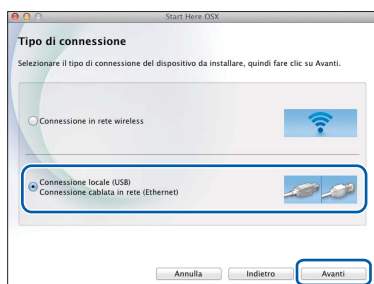 Start Here OSX
Tipo di connessione
Selezionare il tipo di connessione del dispositivo da installare, quindi fare clic su Avanti.
Connessione in rete wireless
Connessione locale (USB)
Connessione cablata in rete (Ethernet)
Annulla Indietro Avanti